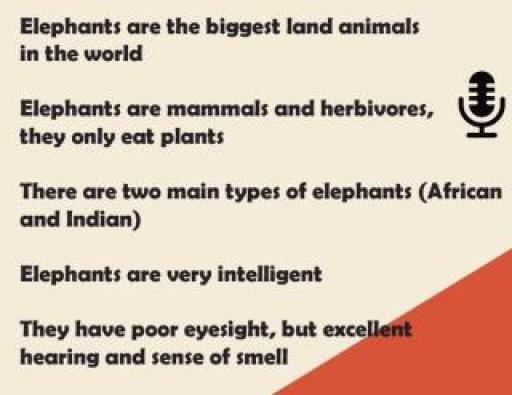 Elephants are the biggest land animals
in the world
Elephants are mammals and herbivores,
they only eat plants
There are two main types of elephants (African
and Indian)
Elephants are very intelligent
They have poor eyesight, but excellent
hearing and sense of smell